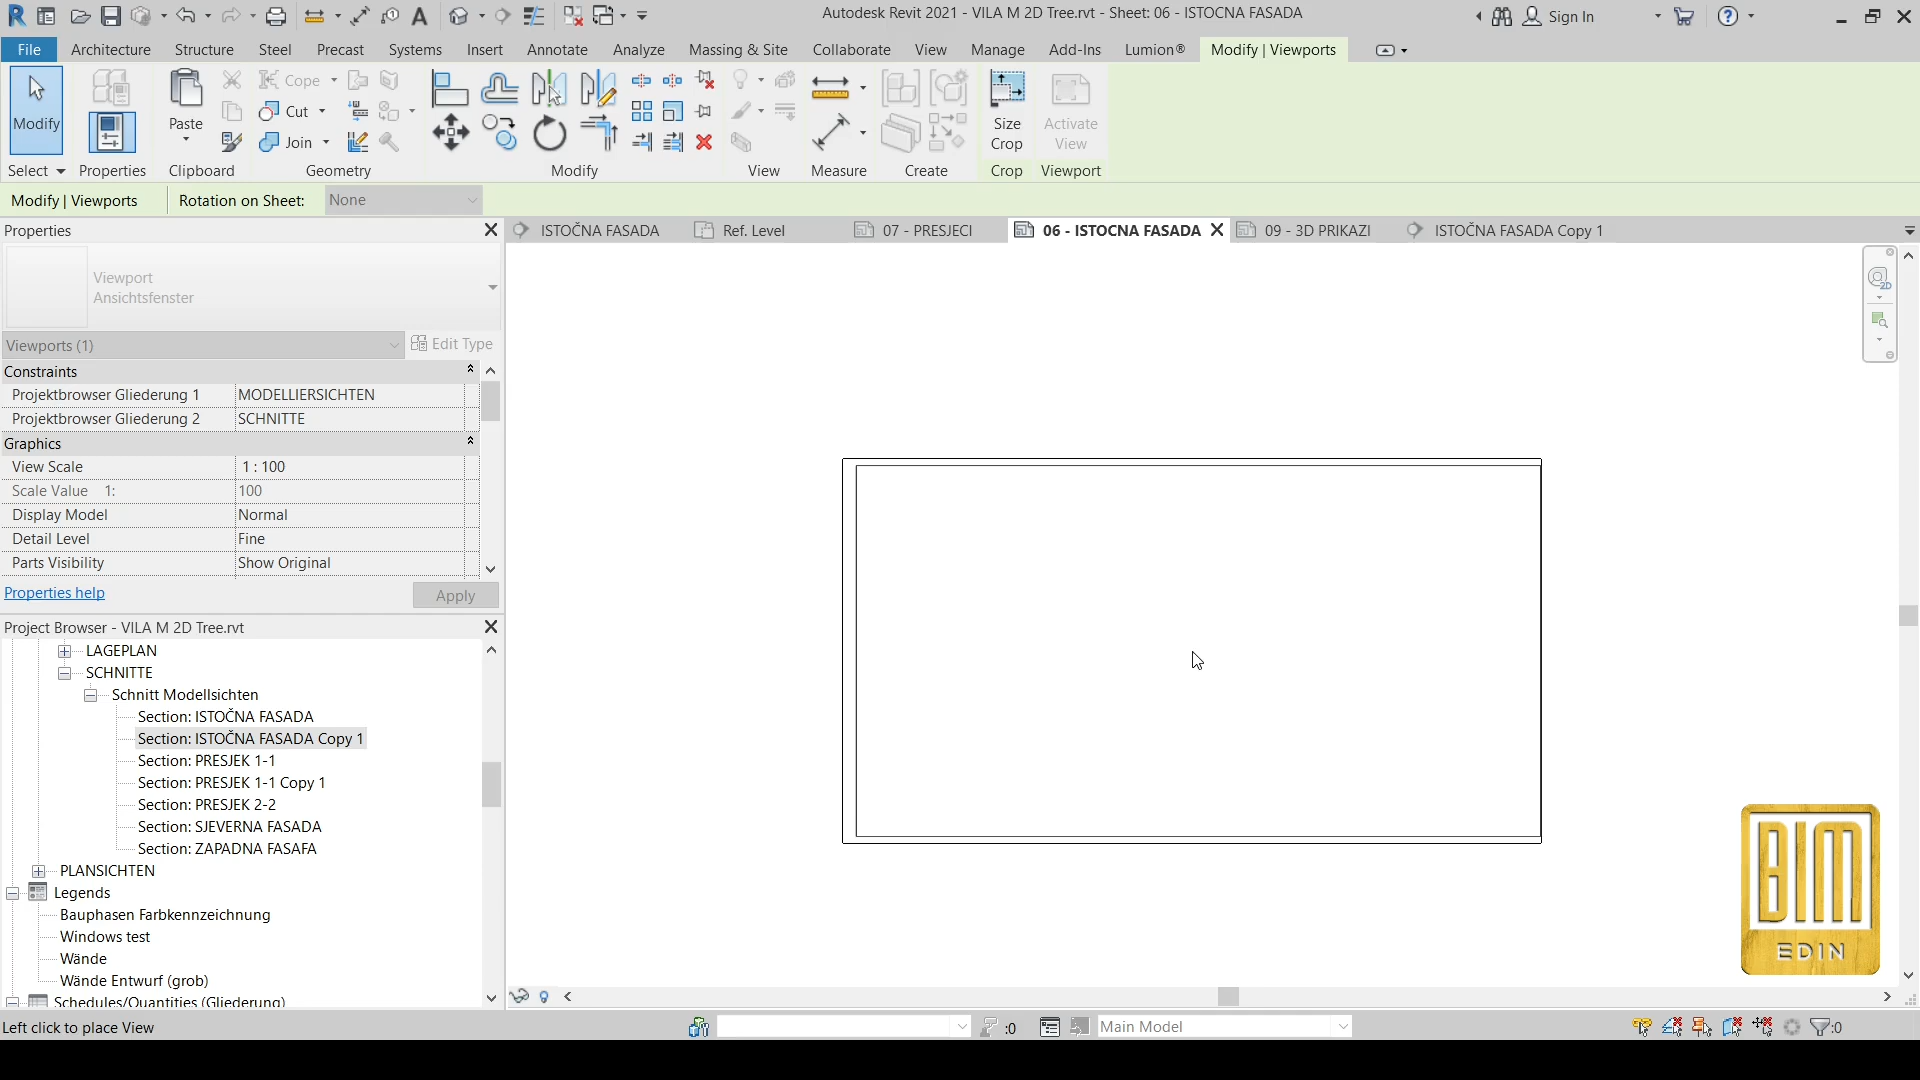 Autodesk Revit 2021 - VILA M 2D Tree.rvt - Sheet: 06 - ISTOCNA FASADA
Sign In
File Architecture Structure Steel Precast Systems Insert Annotate Analyze Massing & Site Collaborate View Manage Add-Ins Lumion® Modify | Viewports
Modify
Paste
Cope
Cut
Join
Size
Crop
Activate
View
Select Properties Clipboard Geometry Modify View Measure Create Crop Viewport
Modify | Viewports Rotation on Sheet: None
Properties
ISTOČNA FASADA Ref. Level 07 - PRESJECI 06 - ISTOCNA FASADA 09 - 3D PRIKAZI ISTOČNA FASADA Copy 1
Viewport
Ansichtsfenster
Viewports (1) Edit Type
Constraints
Projektbrowser Gliederung 1 MODELLIERSICHTEN
Projektbrowser Gliederung 2 SCHNITTE
Graphics
View Scale 1 : 100
Scale Value 1: 100
Display Model Normal
Detail Level Fine
Parts Visibility Show Original
Properties help Apply
Project Browser - VILA M 2D Tree.rvt
LAGEPLAN
SCHNITTE
Schnitt Modellsichten
Section: ISTOČNA FASADA
Section: ISTOČNA FASADA Copy 1
Section: PRESJEK 1-1
Section: PRESJEK 1-1 Copy 1
Section: PRESJEK 2-2
Section: SJEVERNA FASADA
Section: ZAPADNA FASAFA
PLANSICHTEN
Legends
Bauphasen Farbkennzeichnung
Windows test
Wände
Wände Entwurf (grob)
Schedules/Quantities (Gliederung)
2D
BIM
EDIN
Left click to place View
:0
Main Model
:0